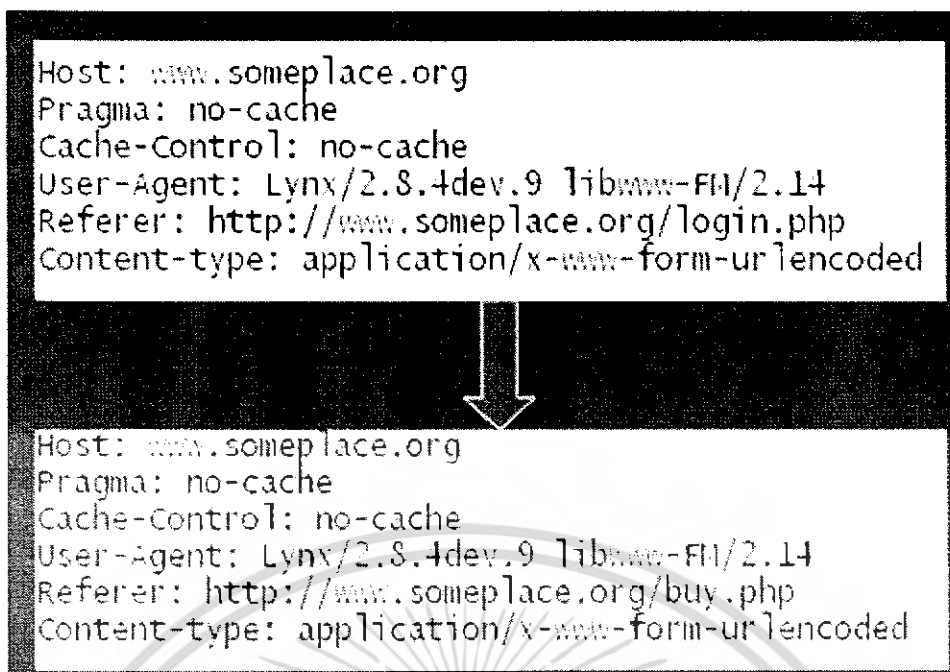 Host: www.someplace.org
Pragma: no-cache
Cache-Control: no-cache
User-Agent: Lynx/2.8.4dev.9 libwww-FM/2.14
Referer: http://www.someplace.org/login.php
Content-type: application/x-www-form-urlencoded
Host: www.someplace.org
Pragma: no-cache
Cache-Control: no-cache
User-Agent: Lynx/2.8.4dev.9 libwww-FM/2.14
Referer: http://www.someplace.org/buy.php
Content-type: application/x-www-form-urlencoded